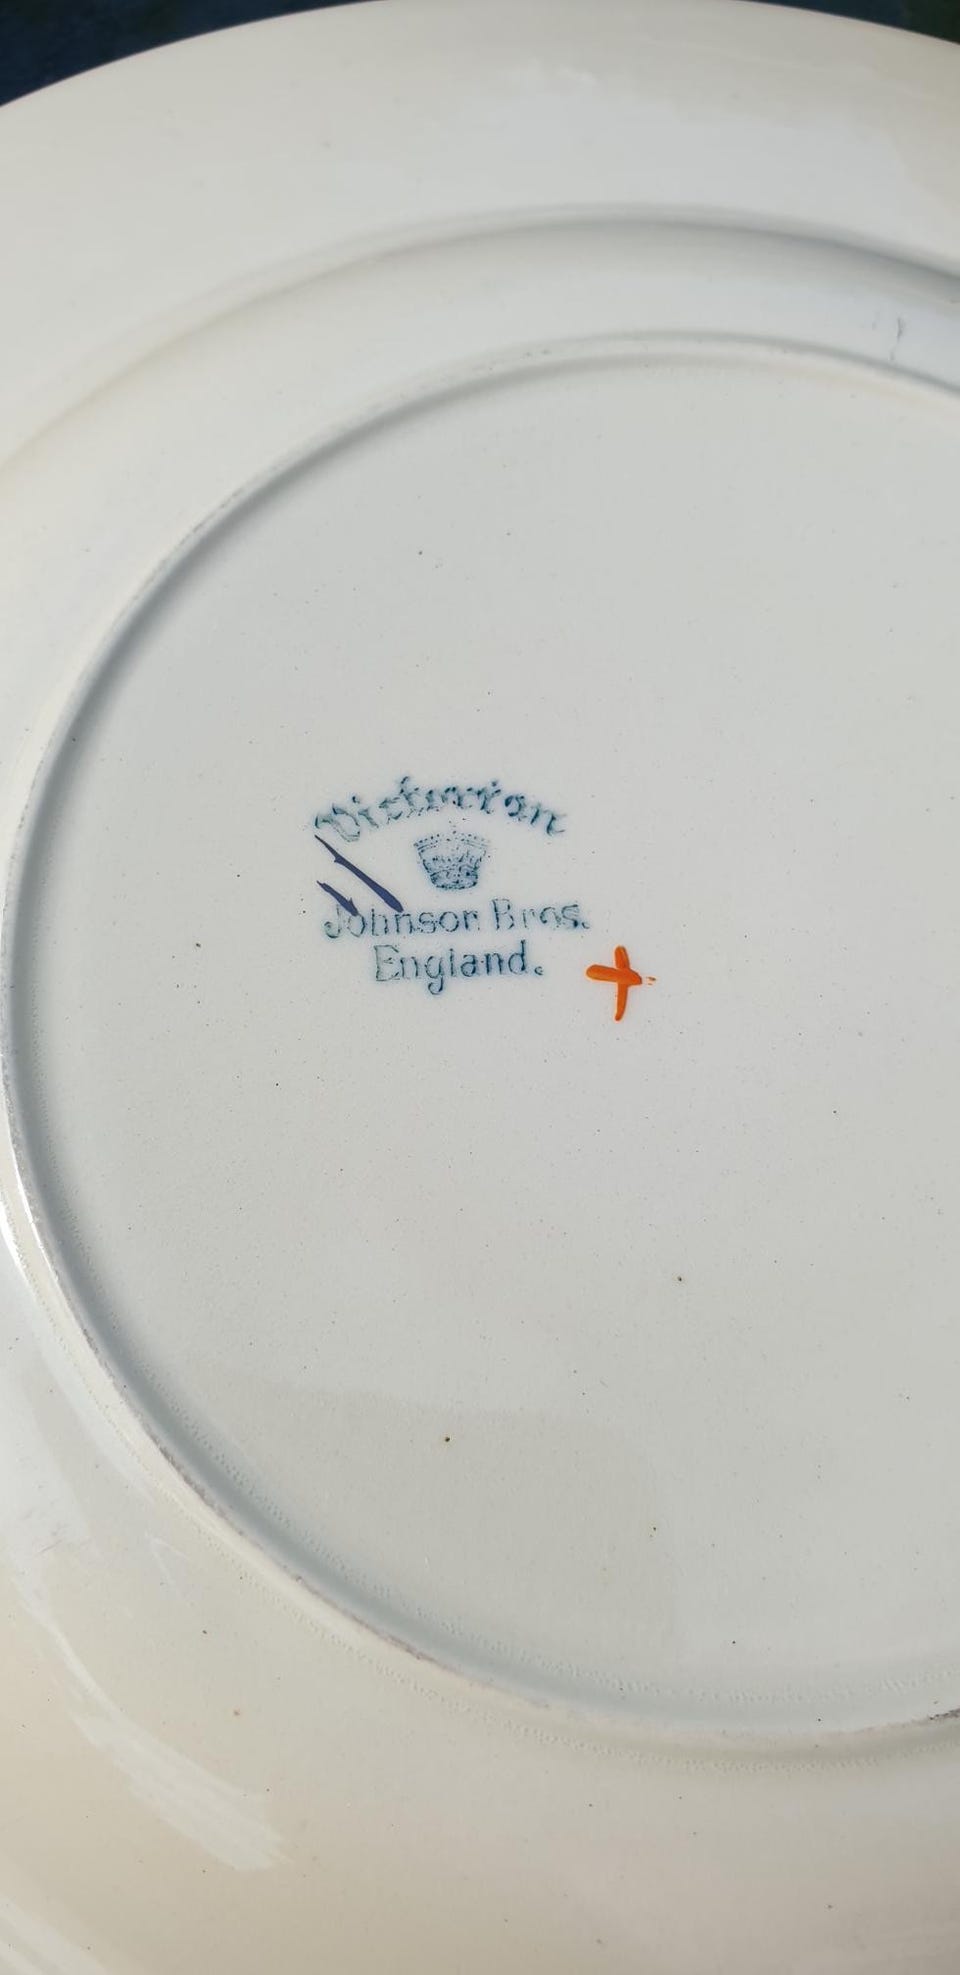 Victorian
Johnson Bros.
England.